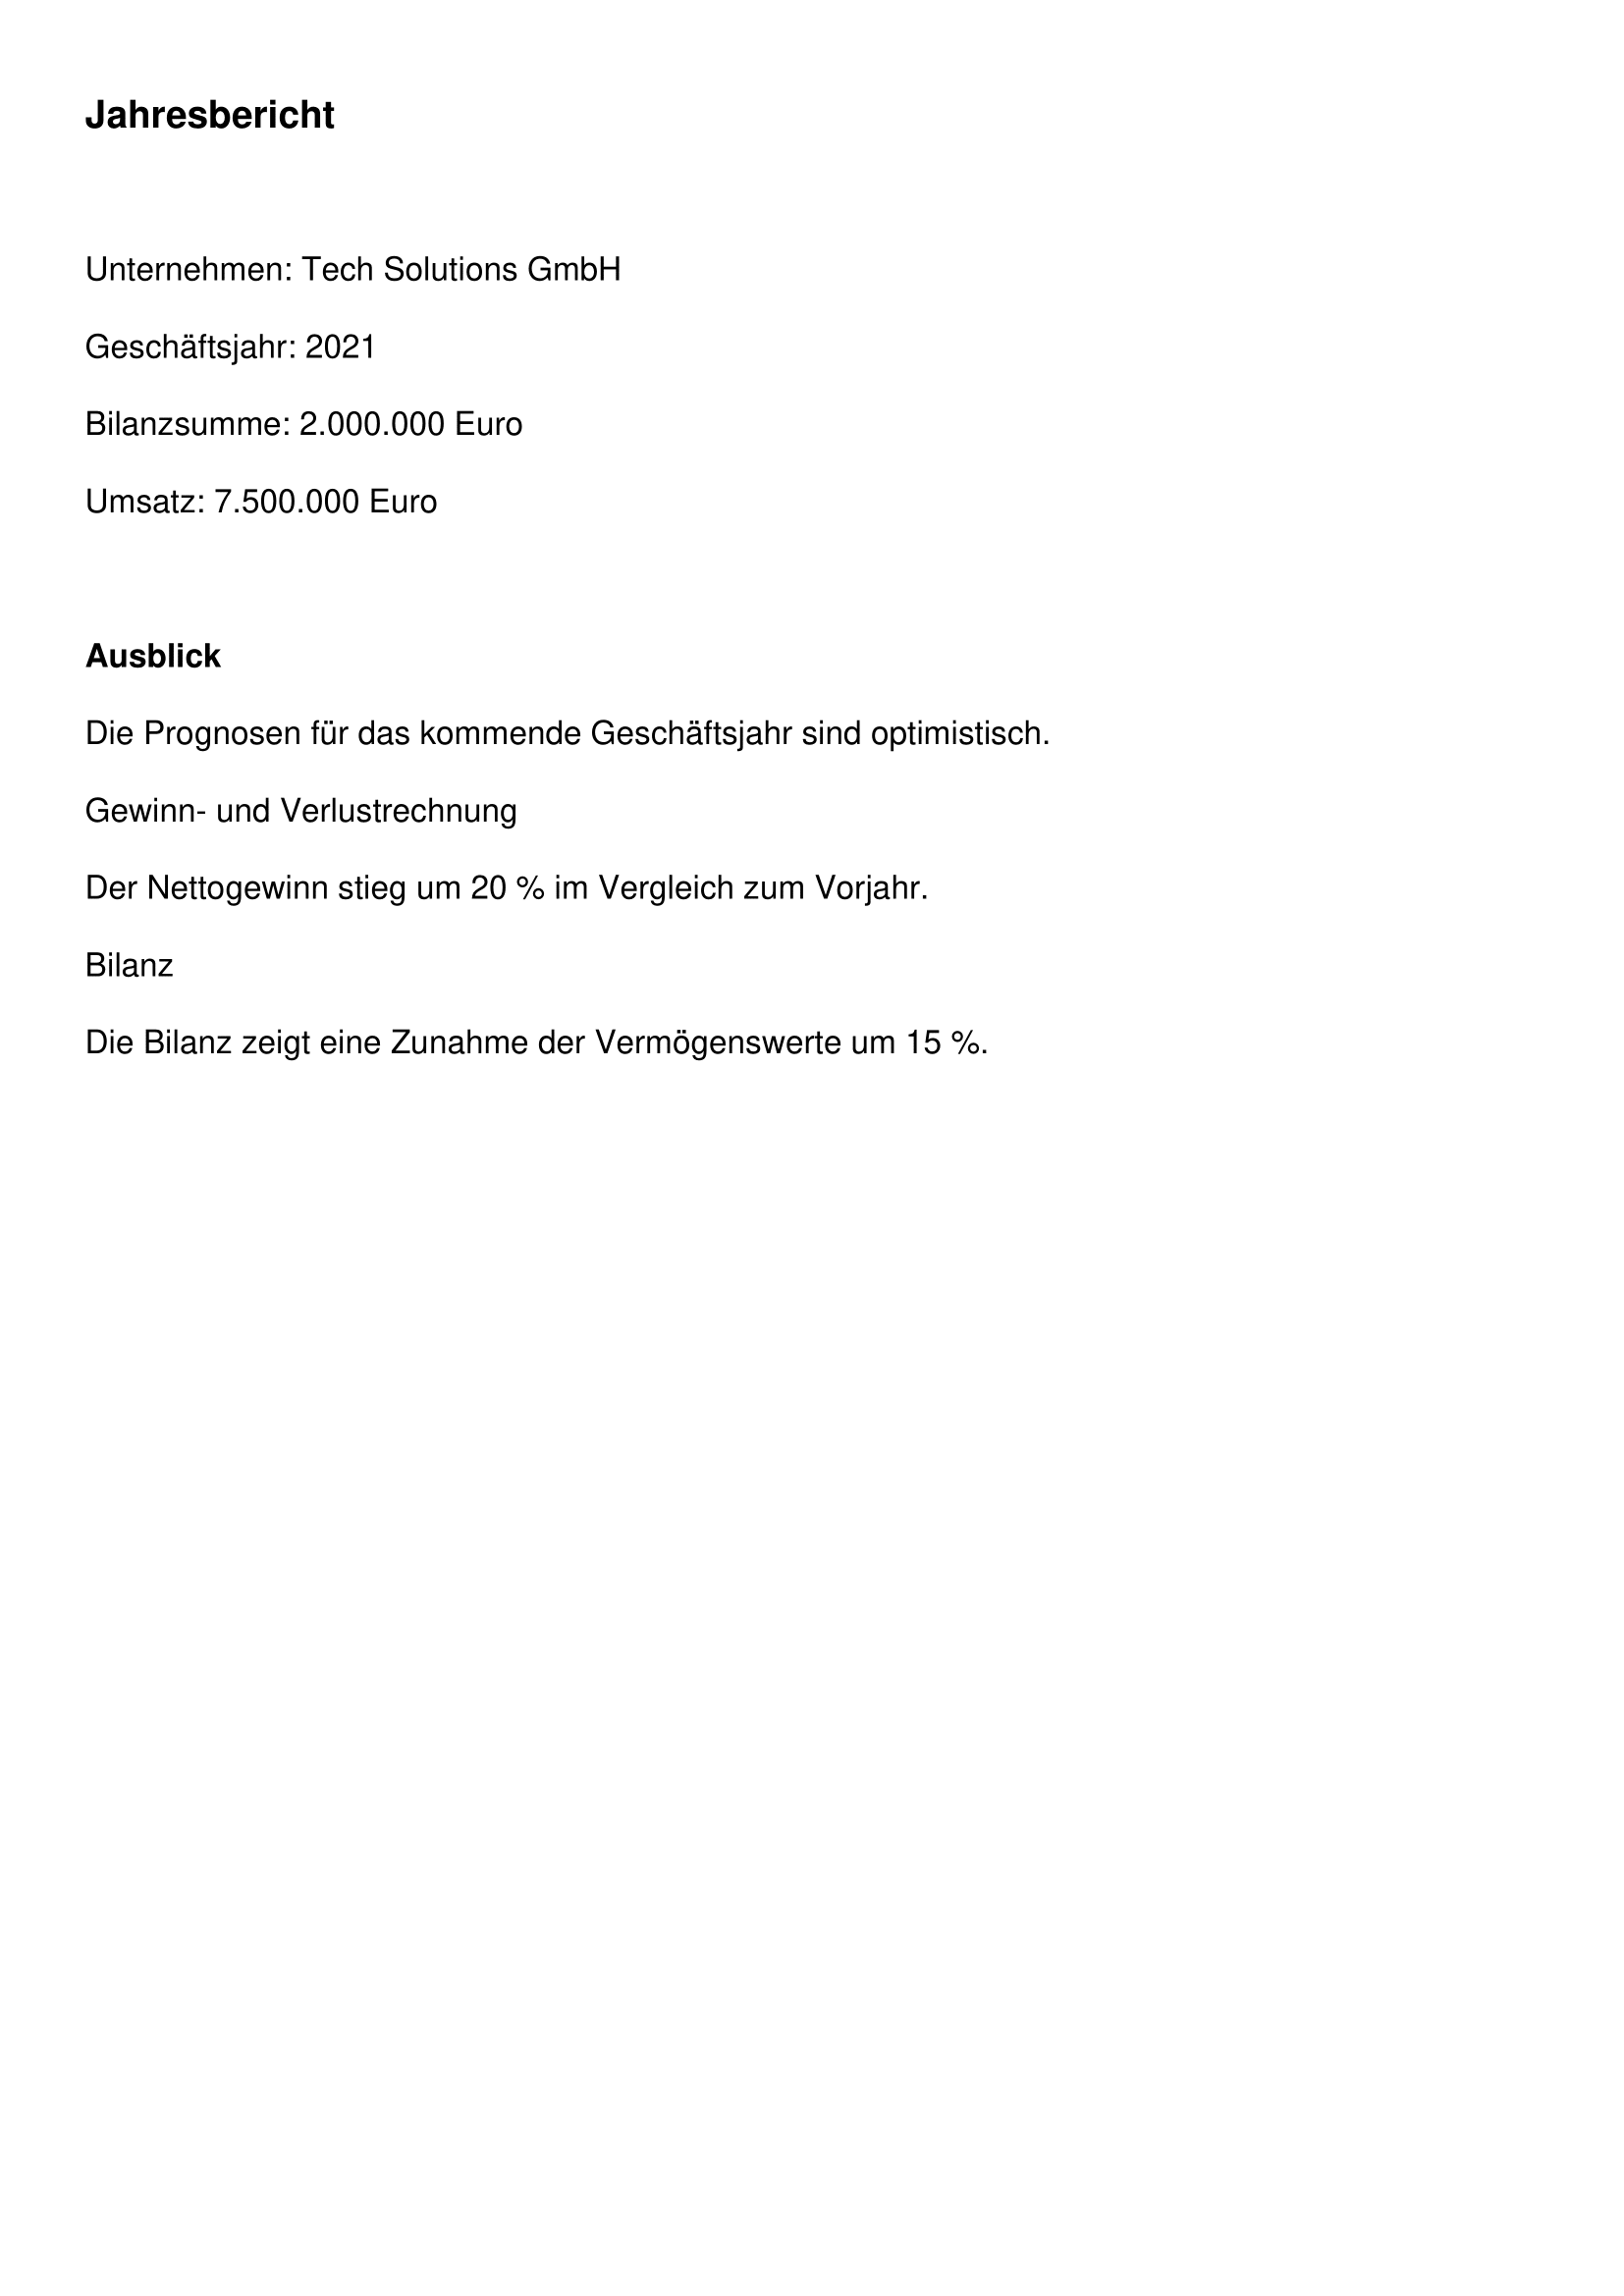 Jahresbericht
Unternehmen: Tech Solutions GmbH
Geschäftsjahr: 2021
Bilanzsumme: 2.000.000 Euro
Umsatz: 7.500.000 Euro
Ausblick
Die Prognosen für das kommende Geschäftsjahr sind optimistisch.
Gewinn- und Verlustrechnung
Der Nettogewinn stieg um 20 % im Vergleich zum Vorjahr.
Bilanz
Die Bilanz zeigt eine Zunahme der Vermögenswerte um 15 %.